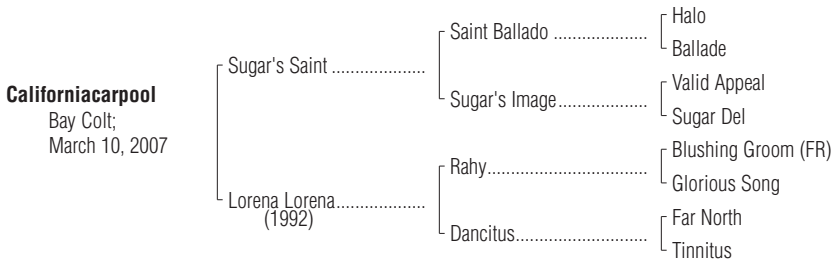 Halo
Saint Ballado ....................
Ballade
Sugar's Saint ....................
Valid Appeal
Californiacarpool
Sugar's Image....................
Sugar Del
Bay Colt;
March 10, 2007
Blushing Groom (FR)
Rahy..................................
Glorious Song
Lorena Lorena...................
(1992)
Far North
Dancitus............................
Tinnitus